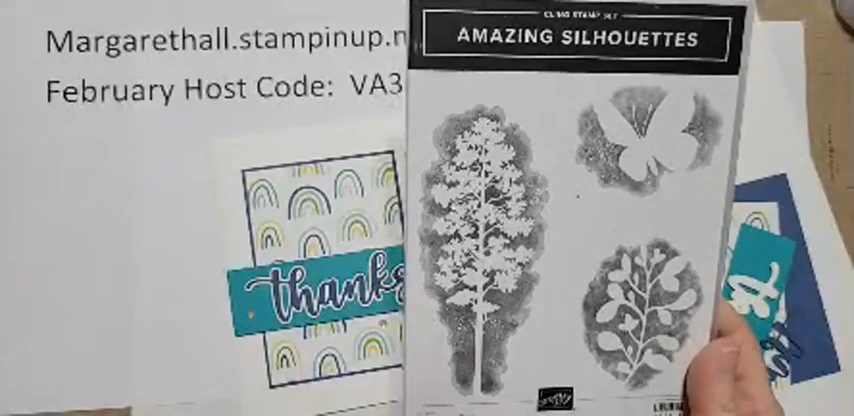 Margarethall.stampinup.n
February Host Code: VA3
CLING STAMP SET
AMAZING SILHOUETTES
thanks